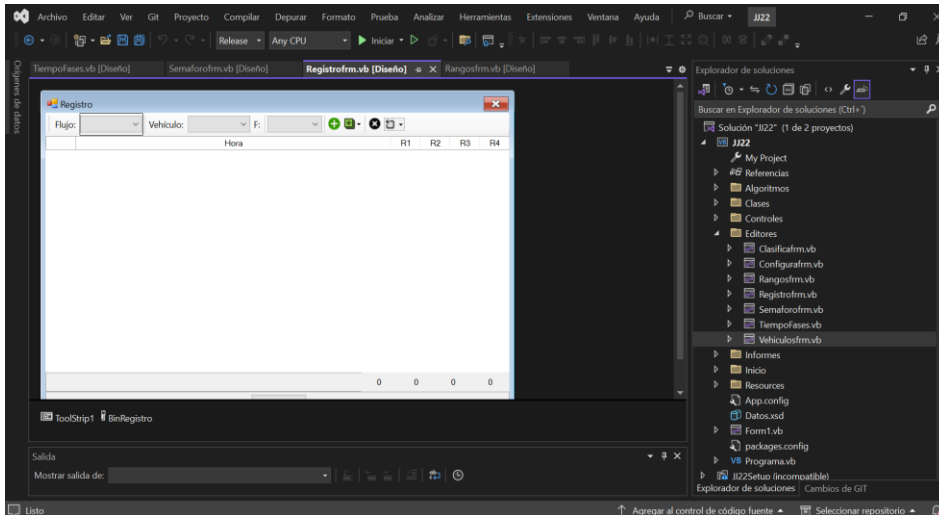 Archivo Editar Ver Git Proyecto Compilar Depurar Formato Prueba Analizar Herramientas Extensiones Ventana Ayuda Buscar JJ22
Release Any CPU Iniciar
Orígenes de datos
TiempoFases.vb [Diseño] Semaforofrm.vb [Diseño] Registrofrm.vb [Diseño] Rangosfrm.vb [Diseño]
Registro
Flujo: Vehículo: F:
Hora R1 R2 R3 R4
0 0 0 0
ToolStrip1 BinRegistro
Salida
Mostrar salida de:
Explorador de soluciones
Buscar en Explorador de soluciones (Ctrl+¨)
Solución "JJ22" (1 de 2 proyectos)
VB JJ22
My Project
Referencias
Algoritmos
Clases
Controles
Editores
Clasificafrm.vb
Configurafrm.vb
Rangosfrm.vb
Registrofrm.vb
Semaforofrm.vb
TiempoFases.vb
Vehiculosfrm.vb
Informes
Inicio
Resources
App.config
Datos.xsd
Form1.vb
packages.config
VB Programa.vb
JJ22Setup (incompatible)
Explorador de soluciones Cambios de GIT
Listo Agregar al control de código fuente Seleccionar repositorio